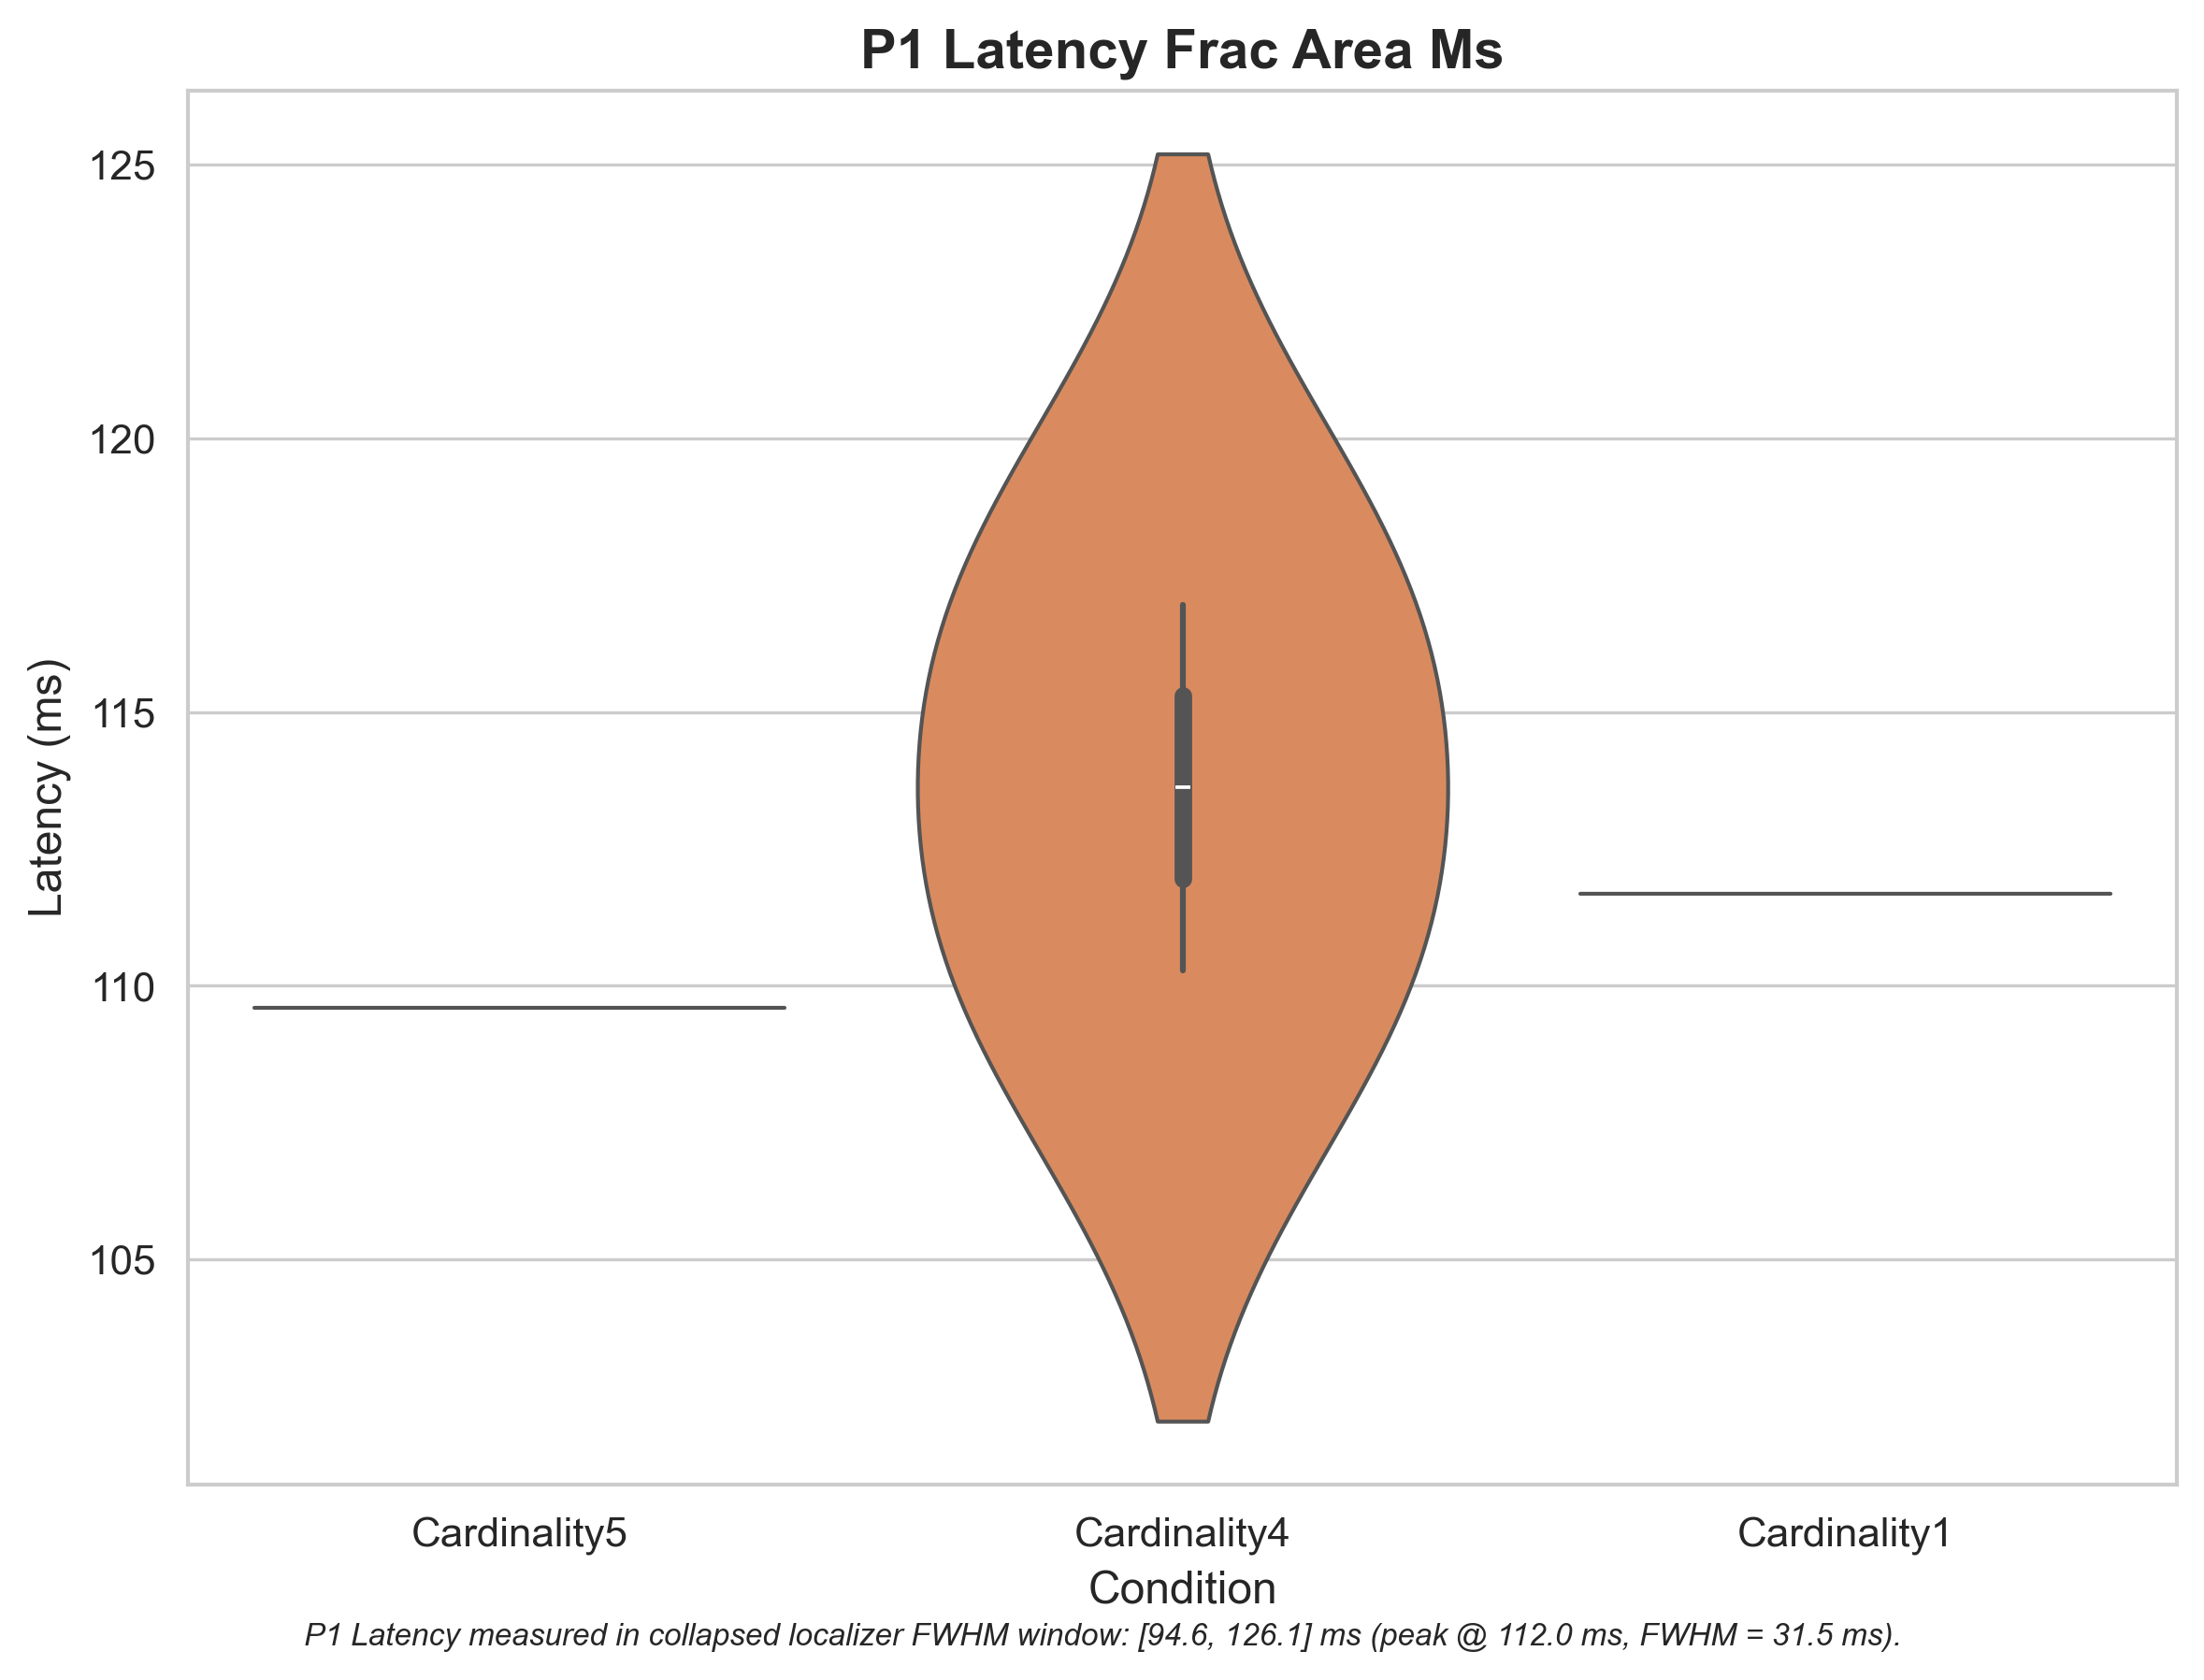 P1 Latency Frac Area Ms
125
120
115
110
105
Latency (ms)
Cardinality5 Cardinality4 Cardinality1
Condition
P1 Latency measured in collapsed localizer FWHM window: [94.6, 126.1] ms (peak @ 112.0 ms, FWHM = 31.5 ms).